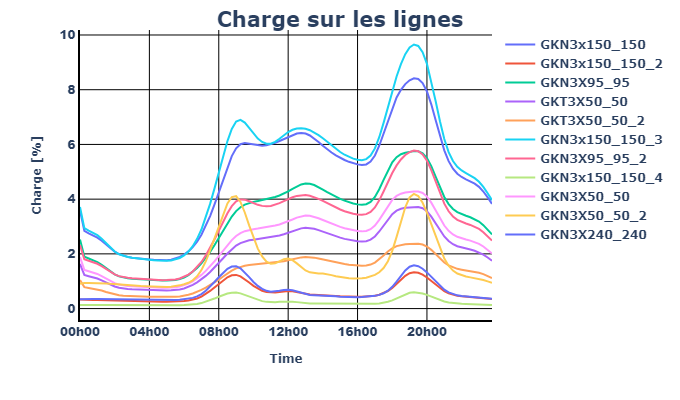 Charge sur les lignes
10
8
6
4
2
0
Charge [%]
00h00 04h00 08h00 12h00 16h00 20h00
Time
GKN3x150_150
GKN3x150_150_2
GKN3X95_95
GKT3X50_50
GKT3X50_50_2
GKN3x150_150_3
GKN3X95_95_2
GKN3x150_150_4
GKN3X50_50
GKN3X50_50_2
GKN3X240_240